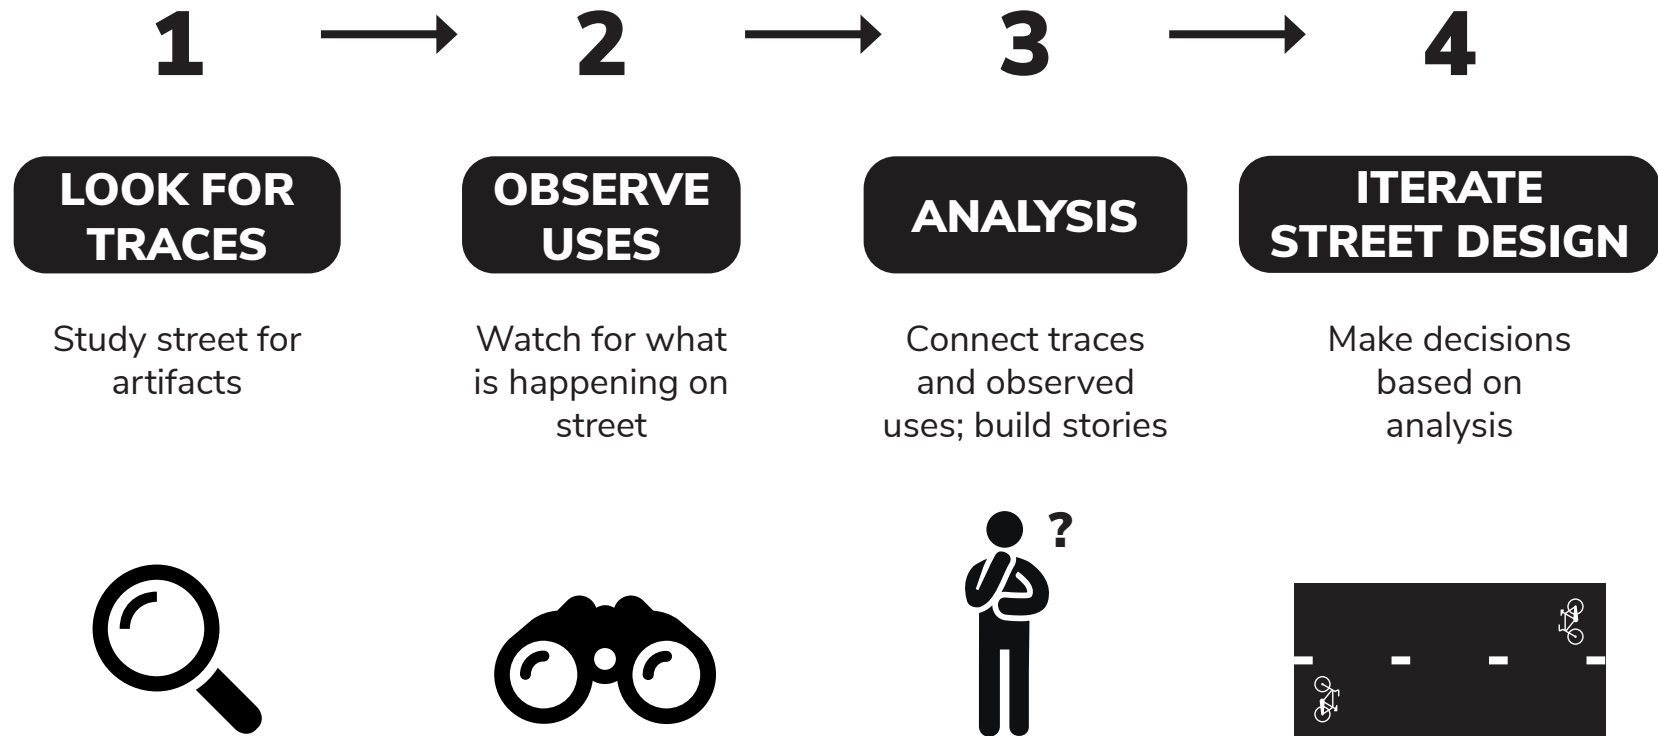 1
2
3
4
LOOK FOR
TRACES
OBSERVE
USES
ANALYSIS
ITERATE
STREET DESIGN
Study street for
artifacts
Watch for what
is happening on
street
Connect traces
and observed
uses; build stories
Make decisions
based on
analysis
?